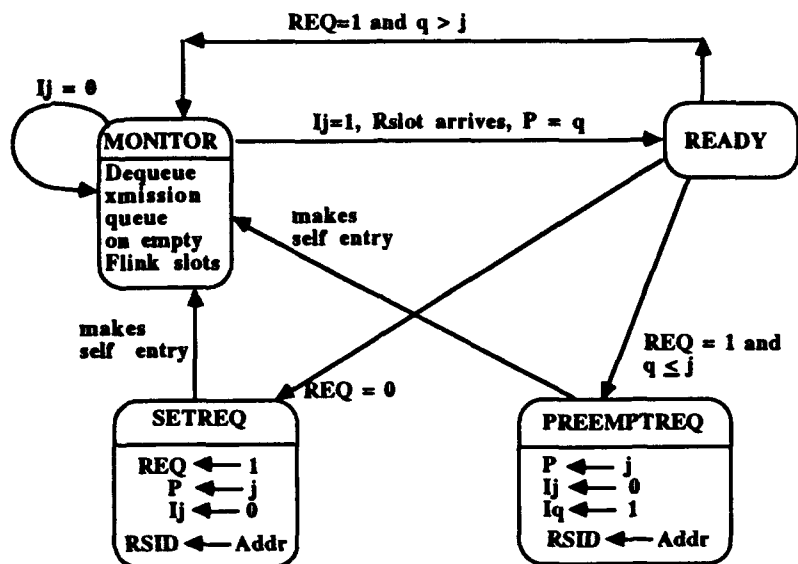 REQ=1 and q > j
Ij = 0
MONITOR
Dequeue
xmission
queue
on empty
Flink slots
Ij=1, Rslot arrives, P = q
READY
makes
self entry
makes
self entry
REQ = 0
REQ = 1 and
q ≤ j
SETREQ
REQ ← 1
P ← j
Ij ← 0
RSID ← Addr
PREEMPTREQ
P ← j
Ij ← 0
Iq ← 1
RSID ← Addr